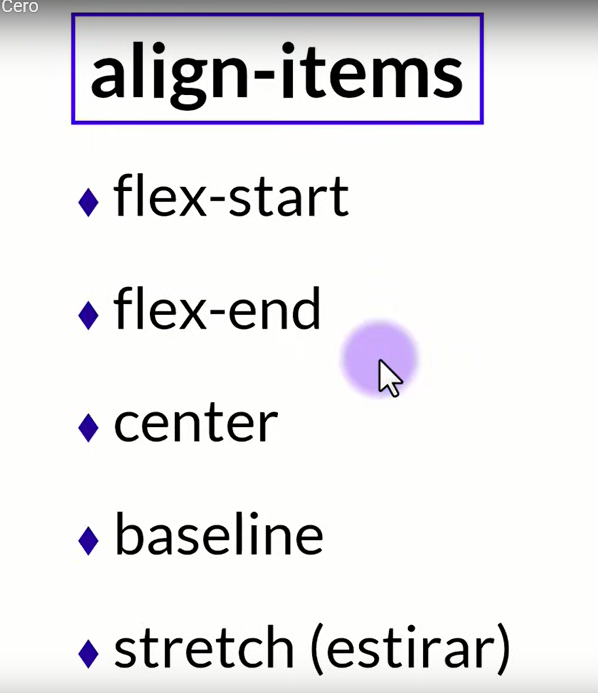 Cero
align-items
flex-start
flex-end
center
baseline
stretch (estirar)